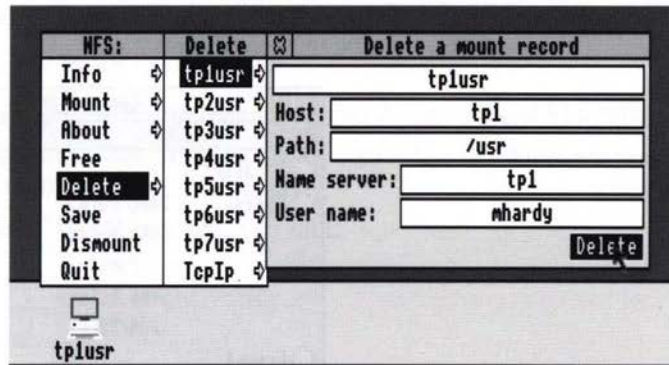 NFS:
Info
Mount
About
Free
Delete
Save
Dismount
Quit
Delete
tp1usr
tp2usr
tp3usr
tp4usr
tp5usr
tp6usr
tp7usr
TcpIp
Delete a mount record
tp1usr
Host: tp1
Path: /usr
Name server: tp1
User name: mhardy
Delete
tp1usr